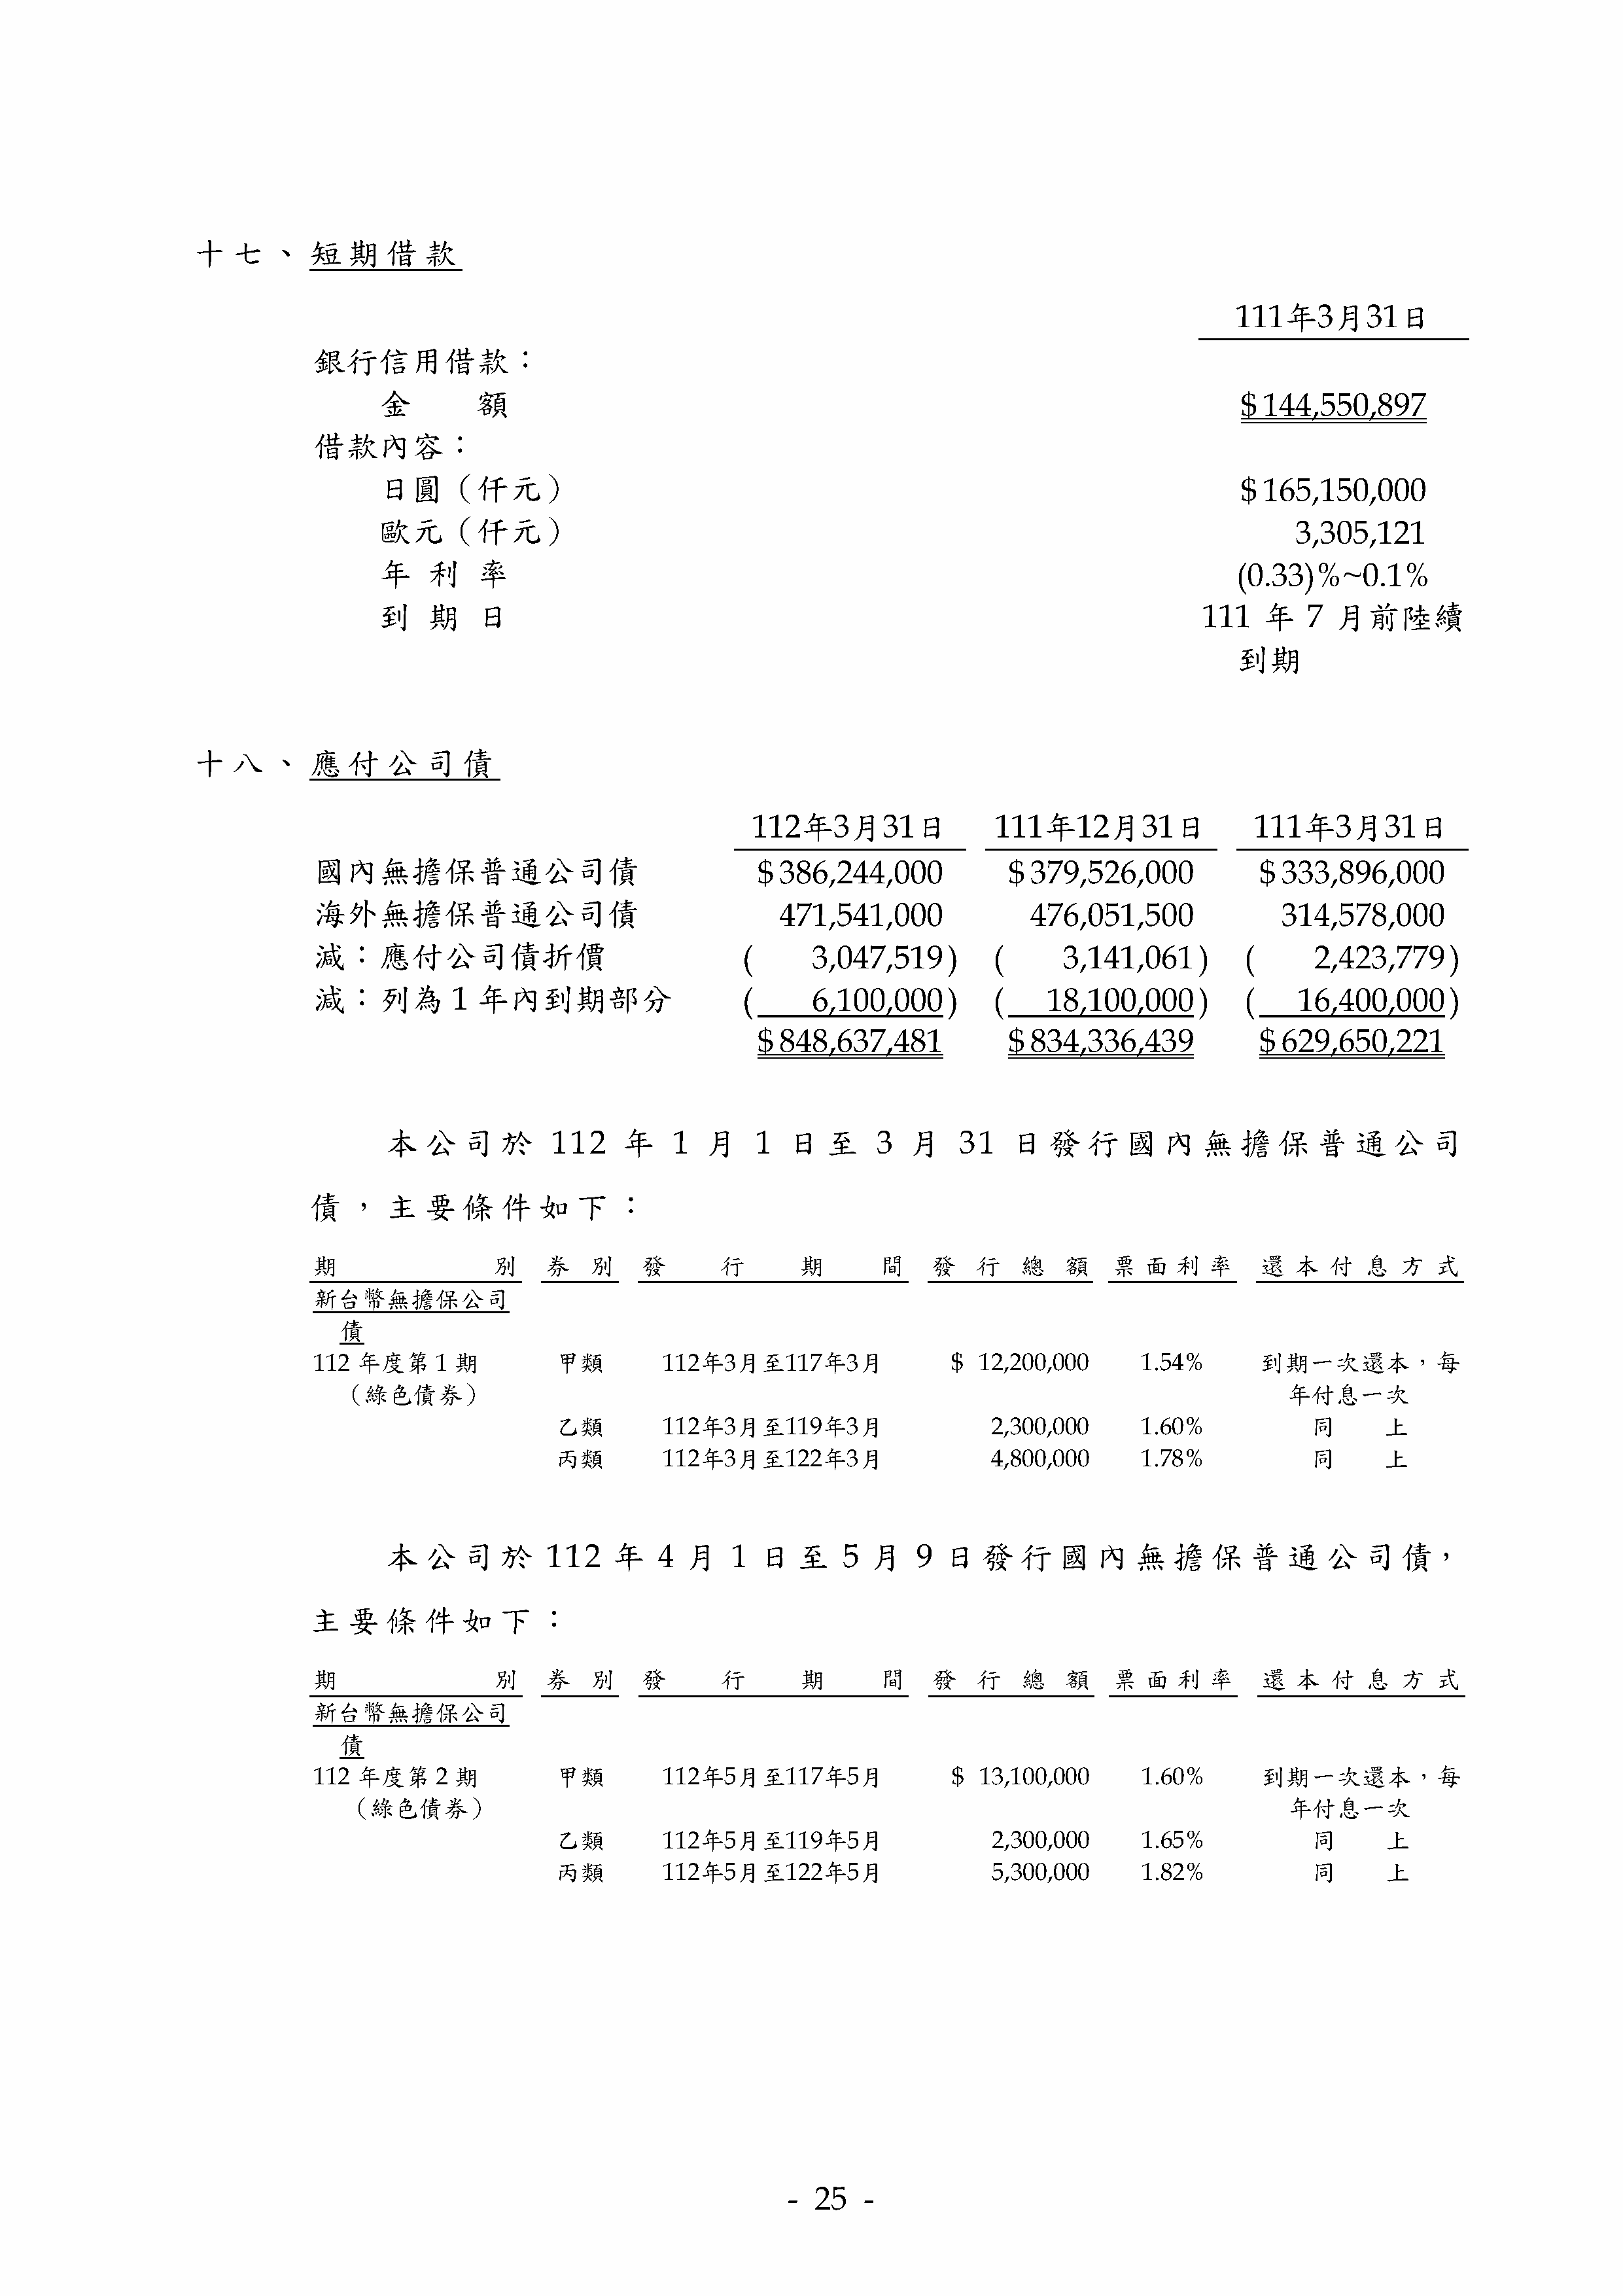 十七、短期借款
111年3月31日
銀行信用借款：
金　　額　$144,550,897
借款內容：
日圓（仟元）　$165,150,000
歐元（仟元）　3,305,121
年 利 率　(0.33)%~0.1%
到 期 日　111 年 7 月前陸續
到期
十八、應付公司債
112年3月31日　111年12月31日　111年3月31日
國內無擔保普通公司債　$386,244,000　$379,526,000　$333,896,000
海外無擔保普通公司債　471,541,000　476,051,500　314,578,000
減：應付公司債折價　( 3,047,519)　( 3,141,061)　( 2,423,779)
減：列為 1 年內到期部分　( 6,100,000)　( 18,100,000)　( 16,400,000)
$848,637,481　$834,336,439　$629,650,221
本公司於 112 年 1 月 1 日至 3 月 31 日發行國內無擔保普通公司
債，主要條件如下：
期別　券別　發行期間　發行總額　票面利率　還本付息方式
新台幣無擔保公司
債
112 年度第 1 期　甲類　112年3月至117年3月　$ 12,200,000　1.54%　到期一次還本，每
（綠色債券）　年付息一次
乙類　112年3月至119年3月　2,300,000　1.60%　同　上
丙類　112年3月至122年3月　4,800,000　1.78%　同　上
本公司於 112 年 4 月 1 日至 5 月 9 日發行國內無擔保普通公司債，
主要條件如下：
期別　券別　發行期間　發行總額　票面利率　還本付息方式
新台幣無擔保公司
債
112 年度第 2 期　甲類　112年5月至117年5月　$ 13,100,000　1.60%　到期一次還本，每
（綠色債券）　年付息一次
乙類　112年5月至119年5月　2,300,000　1.65%　同　上
丙類　112年5月至122年5月　5,300,000　1.82%　同　上
- 25 -